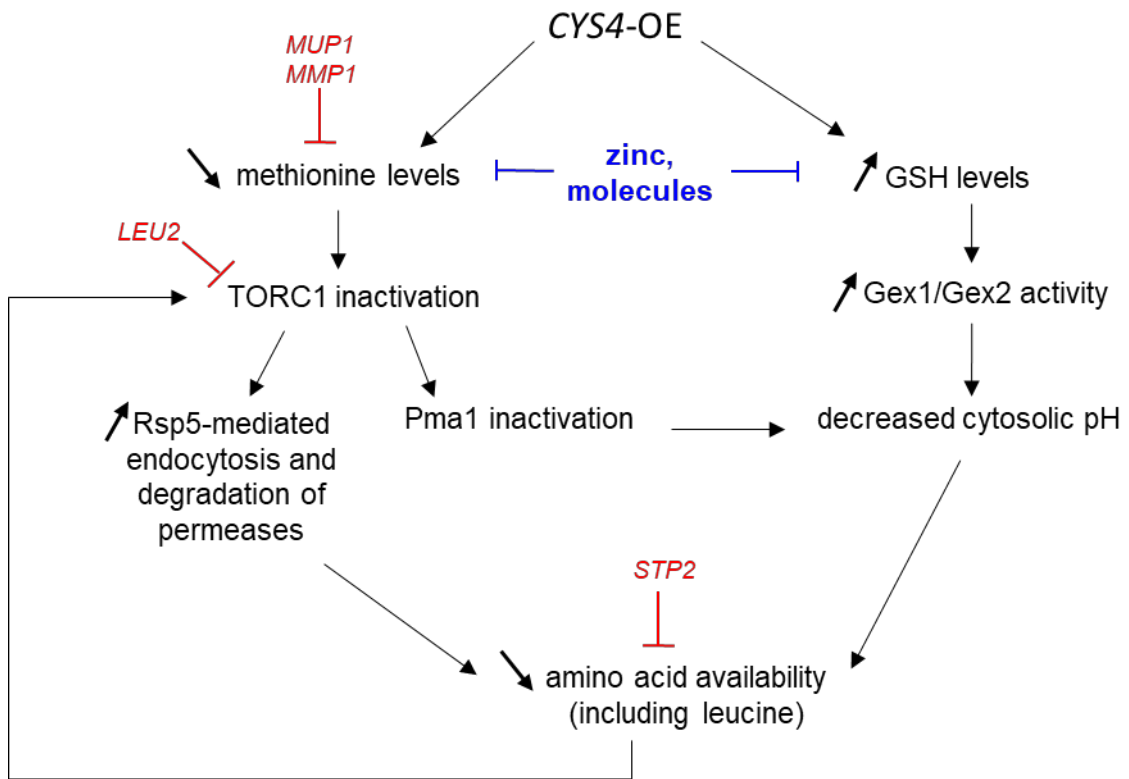 CYS4-OE
MUP1
MMP1
methionine levels
zinc,
molecules
GSH levels
LEU2
TORC1 inactivation
Gex1/Gex2 activity
Rsp5-mediated
endocytosis and
degradation of
permeases
Pma1 inactivation
decreased cytosolic pH
STP2
amino acid availability
(including leucine)